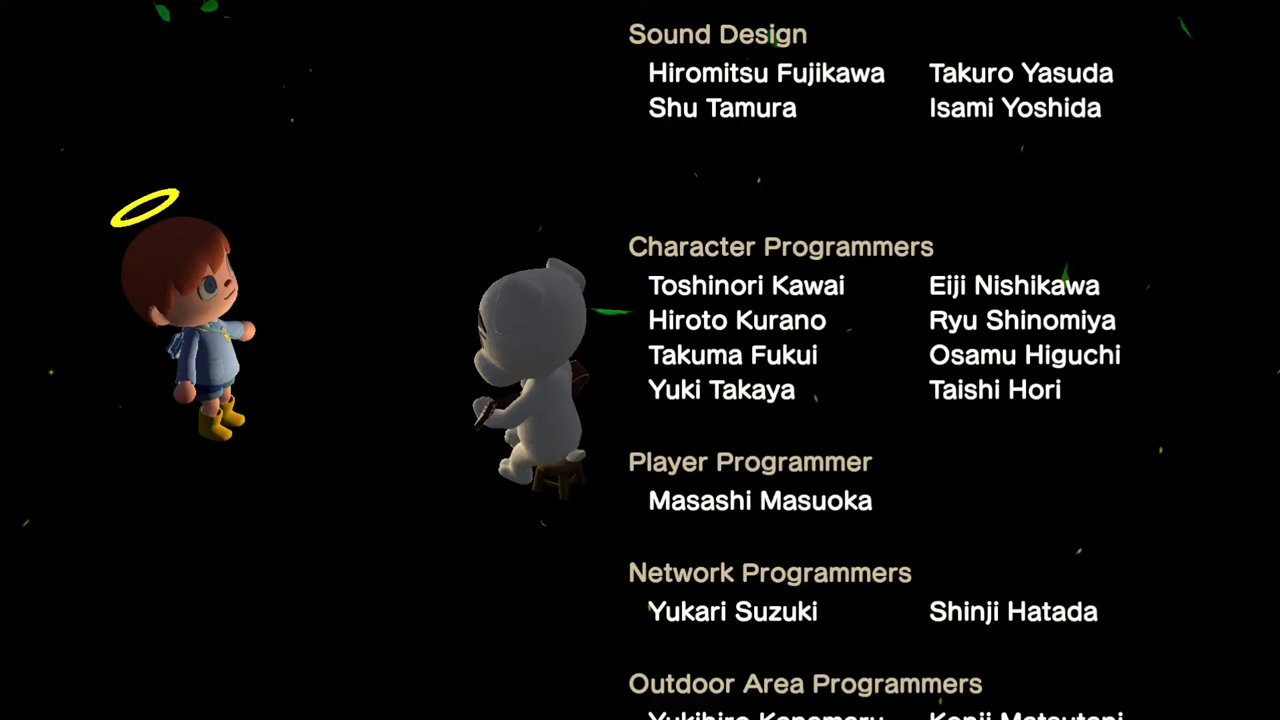 Sound Design
Hiromitsu Fujikawa Takuro Yasuda
Shu Tamura Isami Yoshida
Character Programmers
Toshinori Kawai Eiji Nishikawa
Hiroto Kurano Ryu Shinomiya
Takuma Fukui Osamu Higuchi
Yuki Takaya Taishi Hori
Player Programmer
Masashi Masuoka
Network Programmers
Yukari Suzuki Shinji Hatada
Outdoor Area Programmers